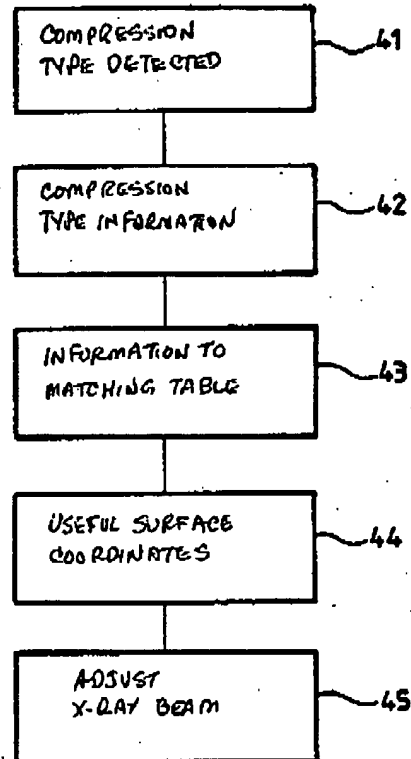 COMPRESSION
TYPE DETECTED
41
COMPRESSION
TYPE INFORMATION
42
INFORMATION TO
MATCHING TABLE
43
USEFUL SURFACE
COORDINATES
44
ADJUST
X-RAY BEAM
45